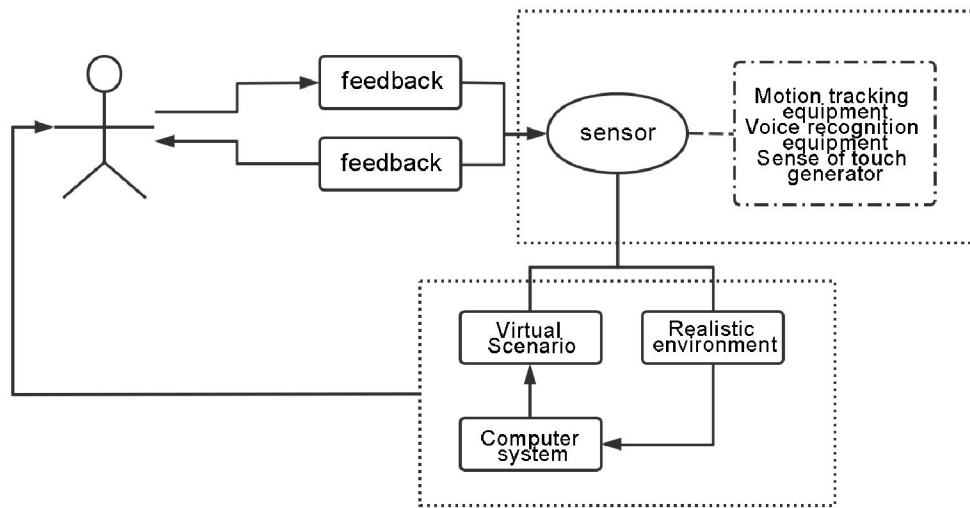 feedback
feedback
sensor
Motion tracking
equipment
Voice recognition
equipment
Sense of touch
generator
Virtual
Scenario
Realistic
environment
Computer
system